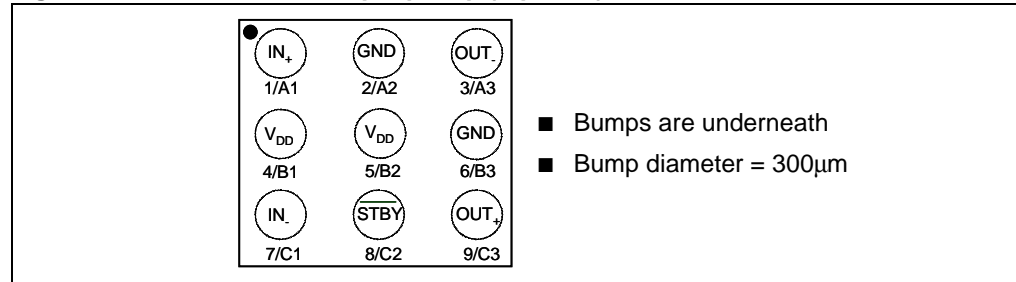 IN+ GND OUT-
1/A1 2/A2 3/A3
VDD VDD GND
4/B1 5/B2 6/B3
IN- STBY OUT+
7/C1 8/C2 9/C3
■ Bumps are underneath
■ Bump diameter = 300μm